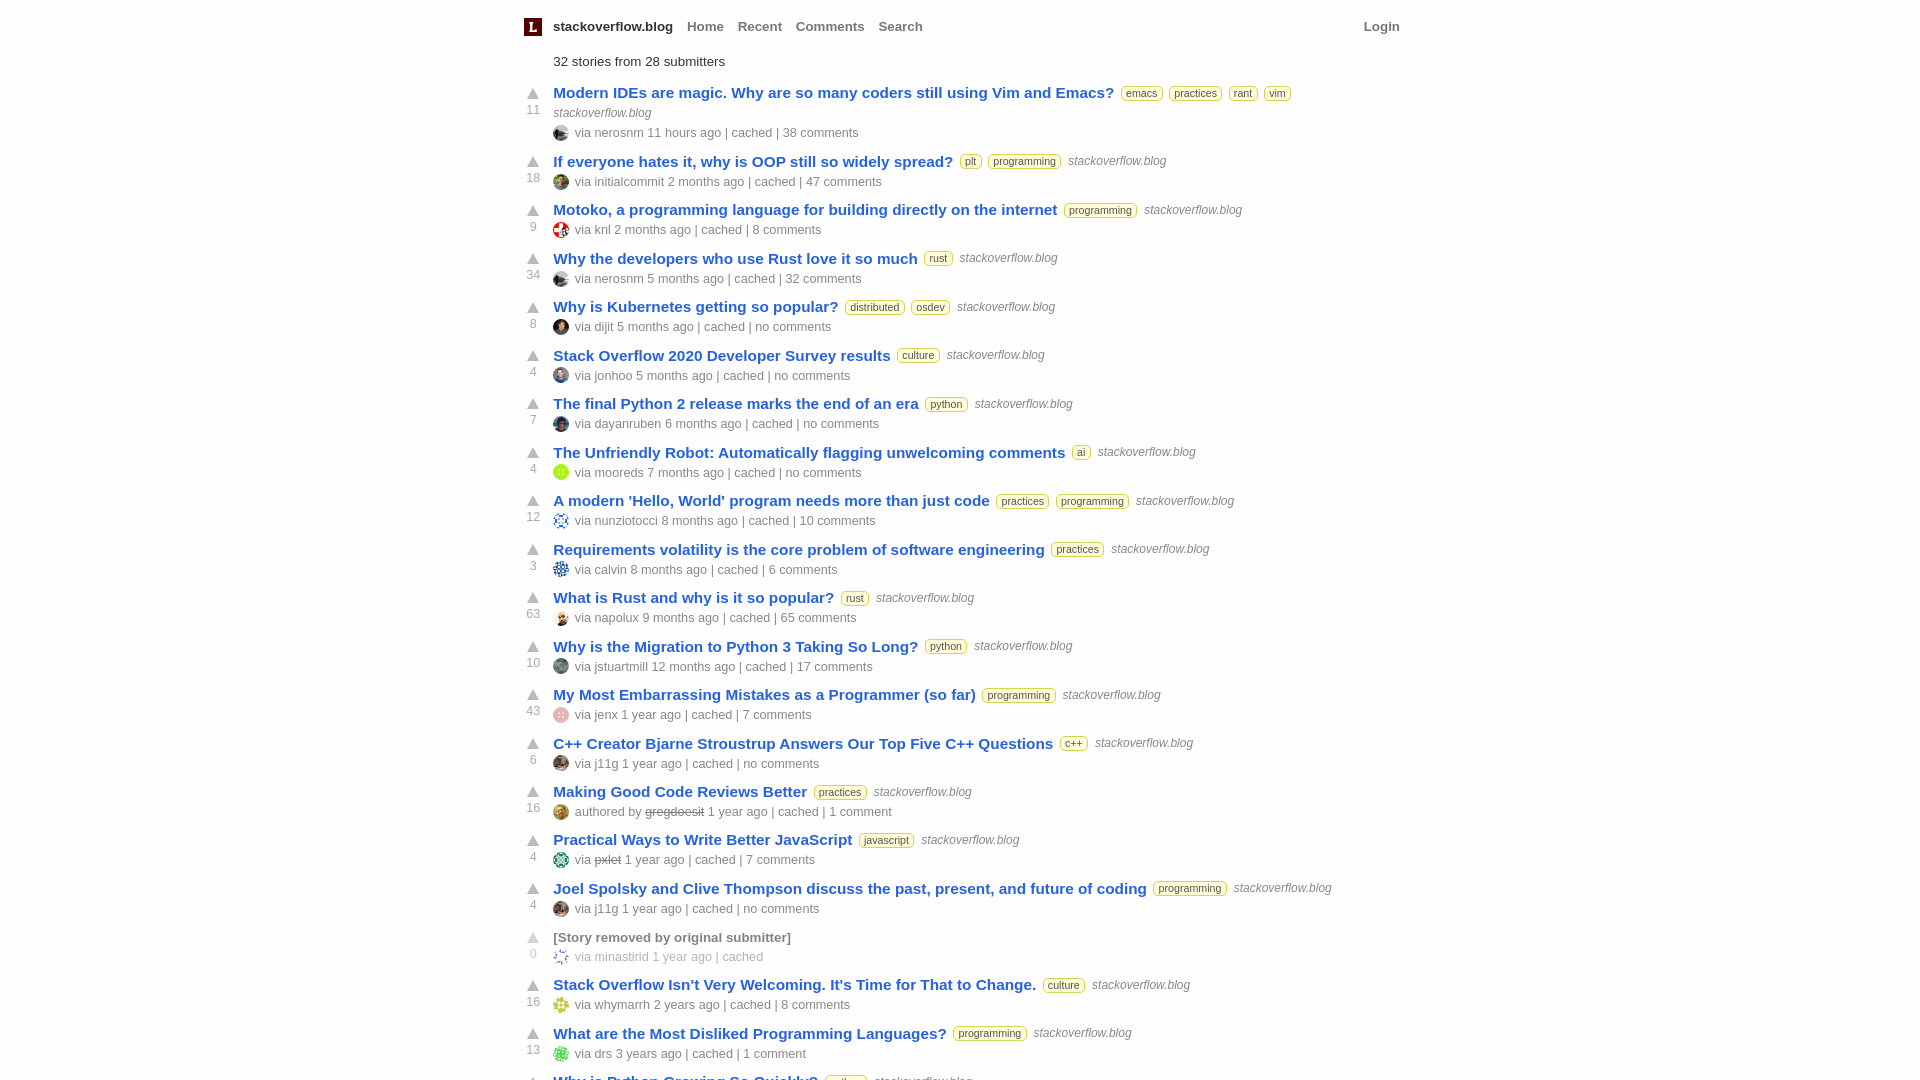 L stackoverflow.blog Home Recent Comments Search Login
32 stories from 28 submitters
Modern IDEs are magic. Why are so many coders still using Vim and Emacs? emacs practices rant vim
stackoverflow.blog
11
via nerosnm 11 hours ago | cached | 38 comments
If everyone hates it, why is OOP still so widely spread? plt programming stackoverflow.blog
18 via initialcommit 2 months ago | cached | 47 comments
Motoko, a programming language for building directly on the internet programming stackoverflow.blog
9 via knl 2 months ago | cached | 8 comments
Why the developers who use Rust love it so much rust stackoverflow.blog
34 via nerosnm 5 months ago | cached | 32 comments
Why is Kubernetes getting so popular? distributed osdev stackoverflow.blog
8 via dijit 5 months ago | cached | no comments
Stack Overflow 2020 Developer Survey results culture stackoverflow.blog
4 via jonhoo 5 months ago | cached | no comments
The final Python 2 release marks the end of an era python stackoverflow.blog
7 via dayanruben 6 months ago | cached | no comments
The Unfriendly Robot: Automatically flagging unwelcoming comments ai stackoverflow.blog
4 via mooreds 7 months ago | cached | no comments
A modern 'Hello, World' program needs more than just code practices programming stackoverflow.blog
12 via nunziotocci 8 months ago | cached | 10 comments
Requirements volatility is the core problem of software engineering practices stackoverflow.blog
3 via calvin 8 months ago | cached | 6 comments
What is Rust and why is it so popular? rust stackoverflow.blog
63 via napolux 9 months ago | cached | 65 comments
Why is the Migration to Python 3 Taking So Long? python stackoverflow.blog
10 via jstuartmill 12 months ago | cached | 17 comments
My Most Embarrassing Mistakes as a Programmer (so far) programming stackoverflow.blog
43 via jenx 1 year ago | cached | 7 comments
C++ Creator Bjarne Stroustrup Answers Our Top Five C++ Questions c++ stackoverflow.blog
6 via j11g 1 year ago | cached | no comments
Making Good Code Reviews Better practices stackoverflow.blog
16 authored by gregdoesit 1 year ago | cached | 1 comment
Practical Ways to Write Better JavaScript javascript stackoverflow.blog
4 via pxlet 1 year ago | cached | 7 comments
Joel Spolsky and Clive Thompson discuss the past, present, and future of coding programming stackoverflow.blog
4 via j11g 1 year ago | cached | no comments
[Story removed by original submitter]
0 via minastirid 1 year ago | cached
Stack Overflow Isn't Very Welcoming. It's Time for That to Change. culture stackoverflow.blog
16 via whymarrh 2 years ago | cached | 8 comments
What are the Most Disliked Programming Languages? programming stackoverflow.blog
13 via drs 3 years ago | cached | 1 comment
Why is Python Growing So Quickly? python stackoverflow.blog